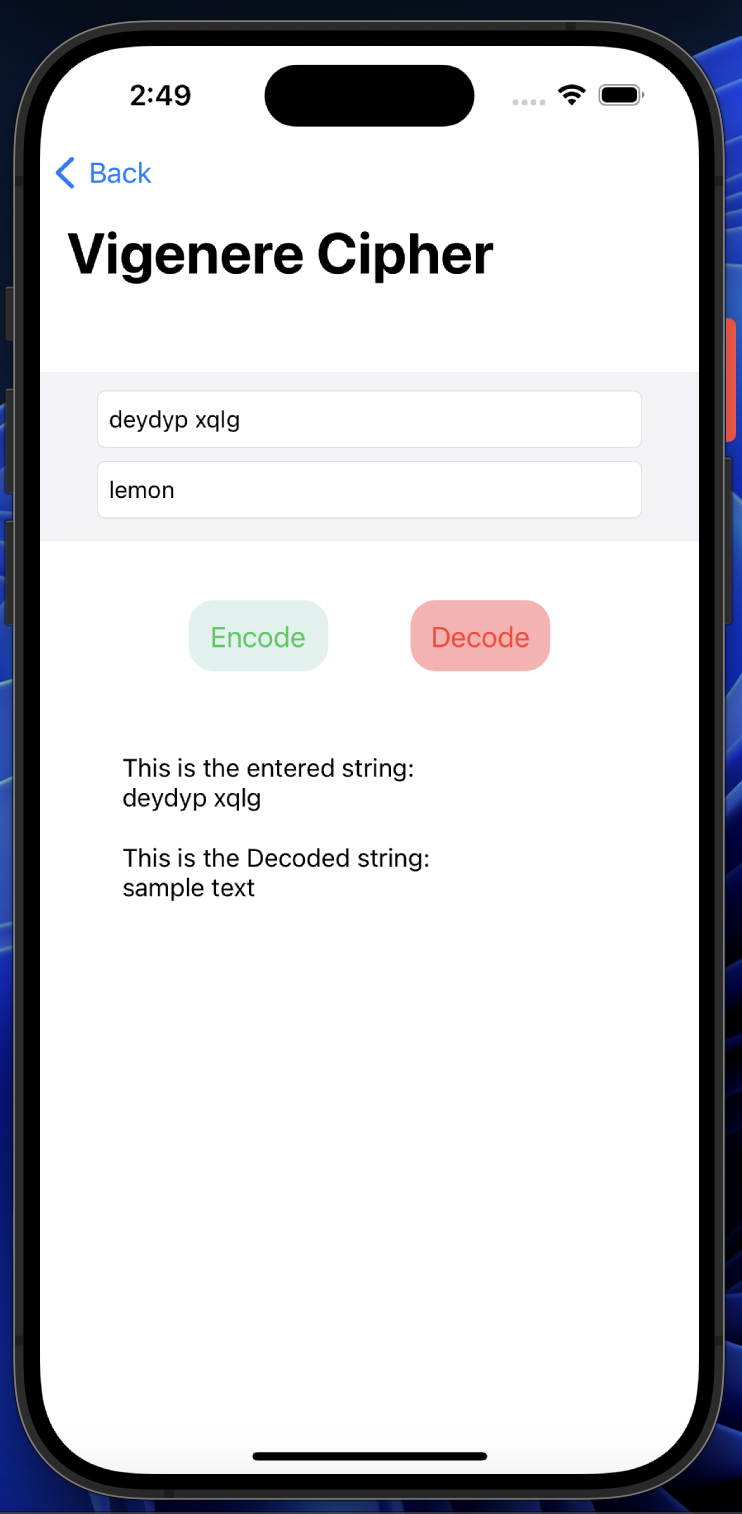 2:49
Back
Vigenere Cipher
deydyp xqlg
lemon
Encode
Decode
This is the entered string:
deydyp xqlg
This is the Decoded string:
sample text